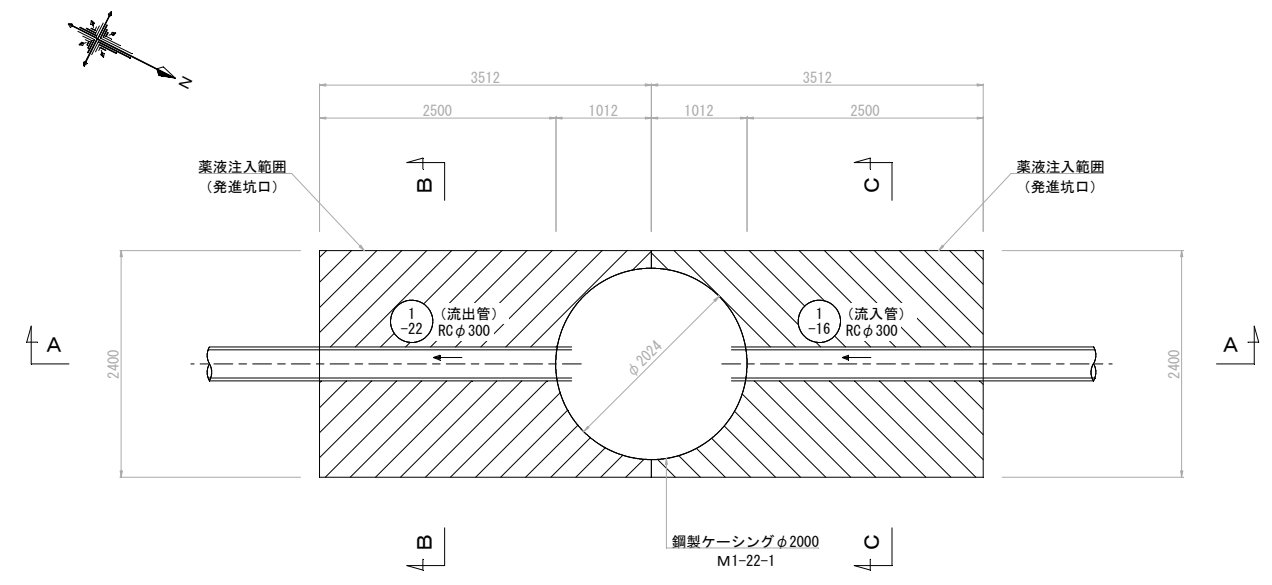 N
3512
3512
2500
1012
1012
2500
薬液注入範囲
(発進坑口)
B
C
薬液注入範囲
(発進坑口)
1
-22
(流出管)
RCφ300
1
-16
(流入管)
RCφ300
A
A
2400
φ2024
2400
B
C
鋼製ケーシングφ2000
M1-22-1